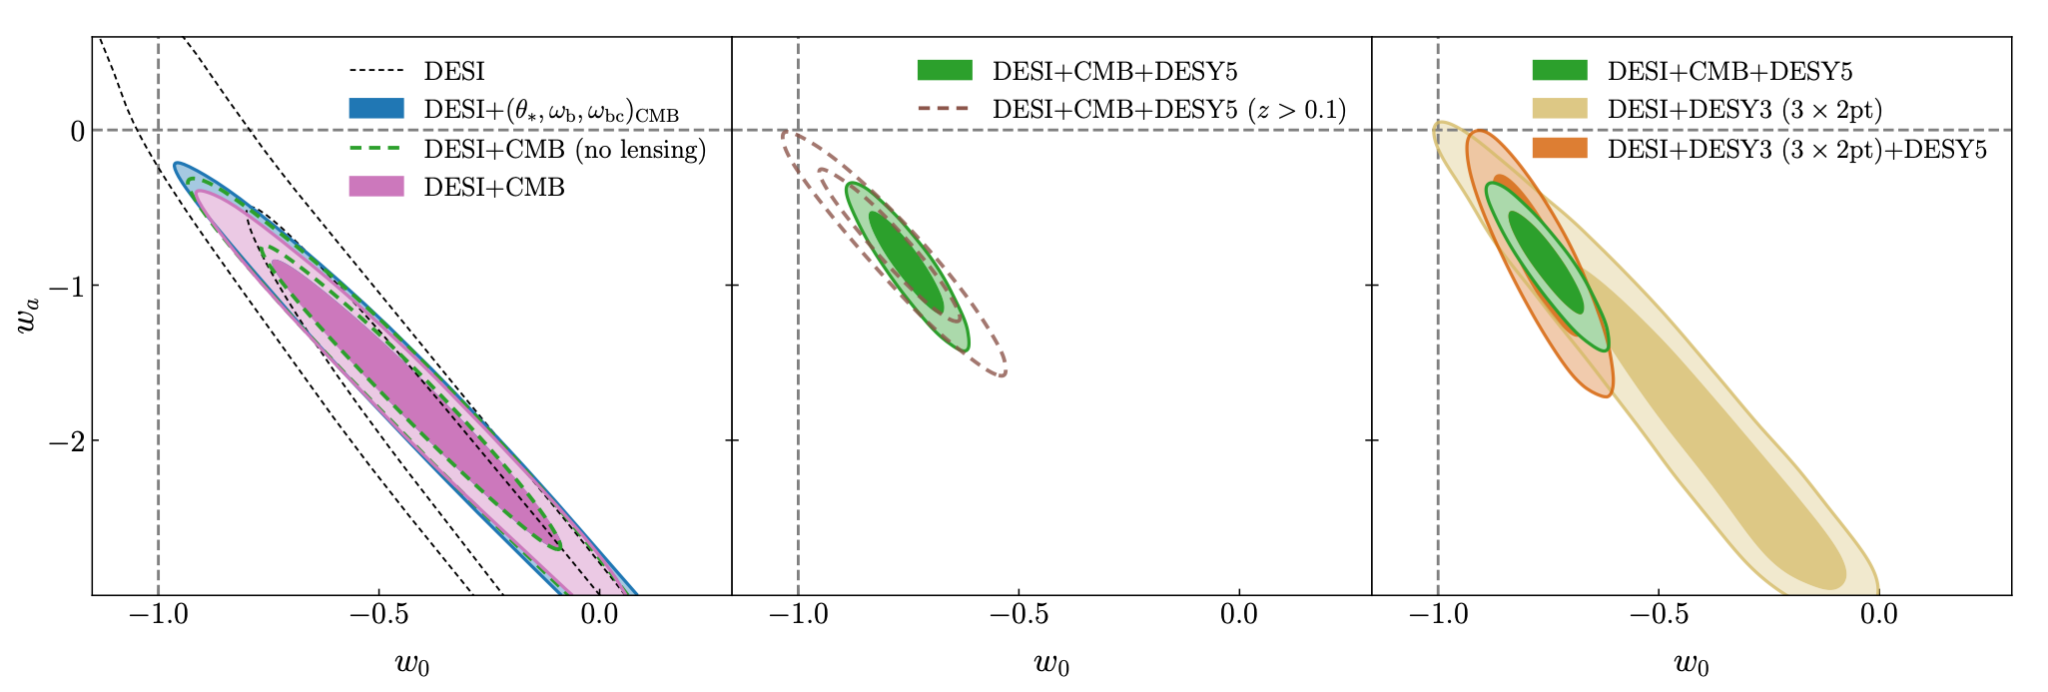 DESI
DESI+(θ*, ωb, ωbc)CMB
DESI+CMB (no lensing)
DESI+CMB
DESI+CMB+DESY5
DESI+CMB+DESY5 (z > 0.1)
DESI+CMB+DESY5
DESI+DESY3 (3 × 2pt)
DESI+DESY3 (3 × 2pt)+DESY5
0
−1
−2
wa
−1.0 −0.5 0.0 −1.0 −0.5 0.0 −1.0 −0.5 0.0
w0 w0 w0